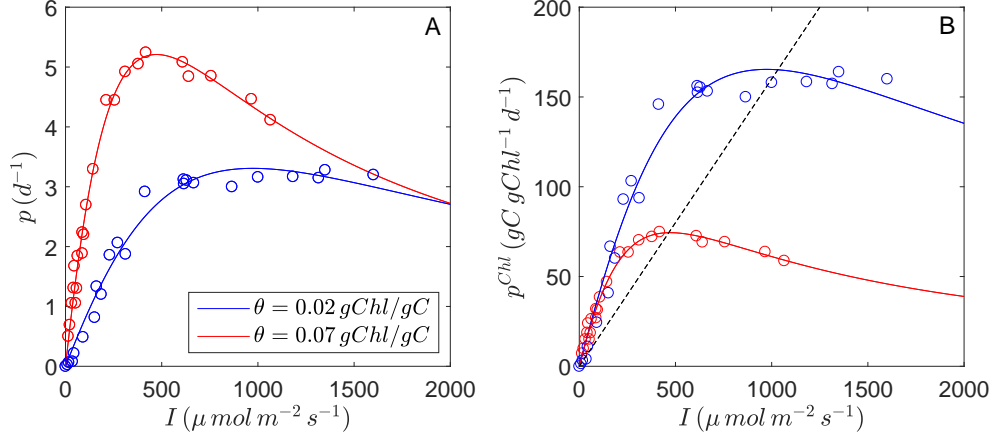 A
6
5
4
3
2
1
0
p (d⁻¹)
θ = 0.02 gChl/gC
θ = 0.07 gChl/gC
0 500 1000 1500 2000
I (μ mol m⁻² s⁻¹)
B
200
150
100
50
0
p^Chl (gC gChl⁻¹ d⁻¹)
0 500 1000 1500 2000
I (μ mol m⁻² s⁻¹)